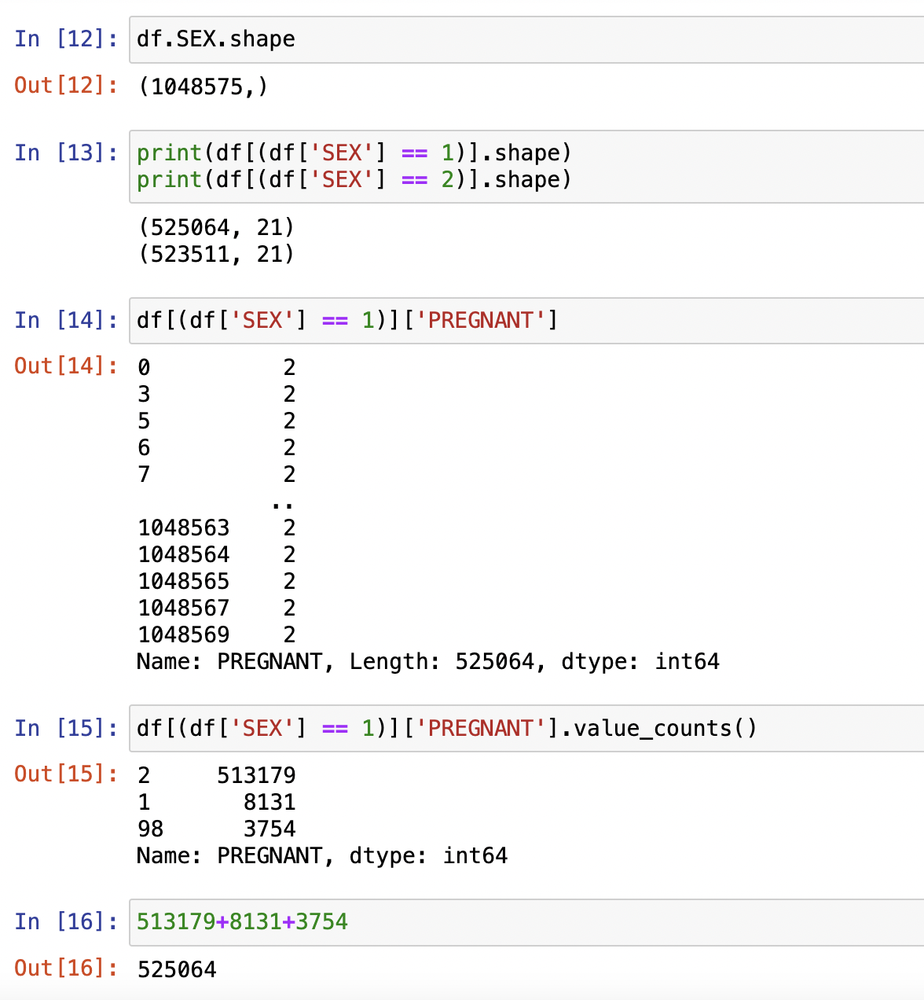 In [12]: df.SEX.shape
Out[12]: (1048575,)
In [13]: print(df[(df['SEX'] == 1)].shape)
print(df[(df['SEX'] == 2)].shape)
(525064, 21)
(523511, 21)
In [14]: df[(df['SEX'] == 1)]['PREGNANT']
Out[14]: 0 2
3 2
5 2
6 2
7 2
..
1048563 2
1048564 2
1048565 2
1048567 2
1048569 2
Name: PREGNANT, Length: 525064, dtype: int64
In [15]: df[(df['SEX'] == 1)]['PREGNANT'].value_counts()
Out[15]: 2 513179
1 8131
98 3754
Name: PREGNANT, dtype: int64
In [16]: 513179+8131+3754
Out[16]: 525064